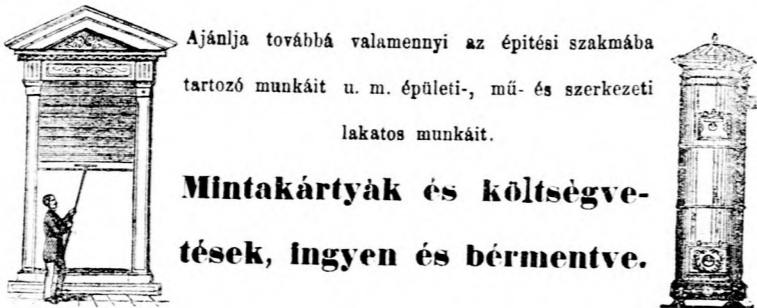 Ajánlja továbbá valamennyi az épitési szakmába
tartozó munkáit u. m. épületi-, mű- és szerkezeti
lakatos munkáit.
Mintakártyák és költségve-
tések, ingyen és bérmentve.